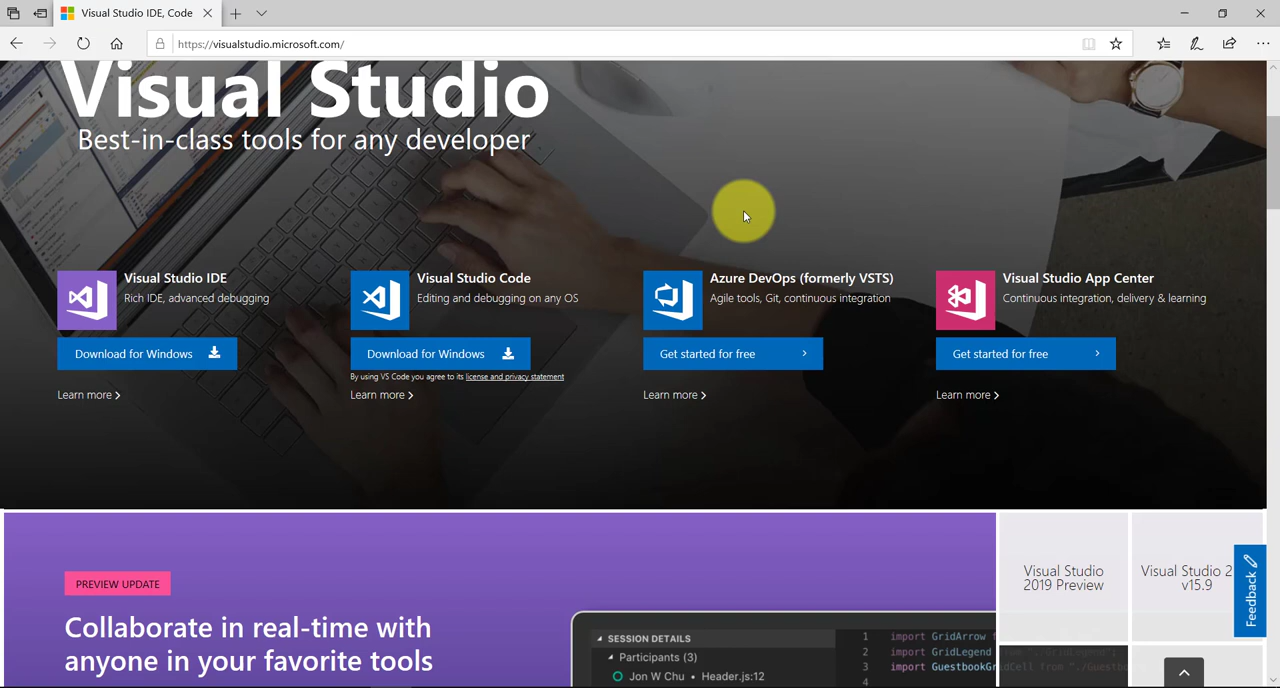 Visual Studio IDE, Code
https://visualstudio.microsoft.com/
Visual Studio
Best-in-class tools for any developer
Visual Studio IDE
Rich IDE, advanced debugging
Download for Windows
Learn more
Visual Studio Code
Editing and debugging on any OS
Download for Windows
By using VS Code you agree to its license and privacy statement
Learn more
Azure DevOps (formerly VSTS)
Agile tools, Git, continuous integration
Get started for free
Learn more
Visual Studio App Center
Continuous integration, delivery & learning
Get started for free
Learn more
PREVIEW UPDATE
Collaborate in real-time with
anyone in your favorite tools
SESSION DETAILS
Participants (3)
Jon W Chu • Header.js:12
1 import GridArrow
2 import GridLegend
3 import GuestbookGridCell from
4
Visual Studio
2019 Preview
Visual Studio 2
v15.9
Feedback